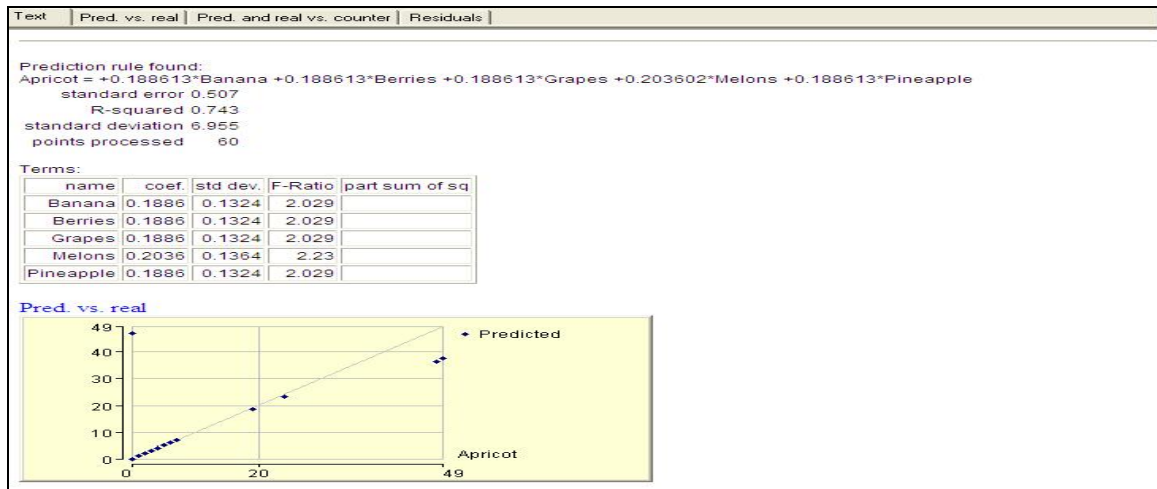 Text | Pred. vs. real | Pred. and real vs. counter | Residuals |
Prediction rule found:
Apricot = +0.188613*Banana +0.188613*Berries +0.188613*Grapes +0.203602*Melons +0.188613*Pineapple
standard error 0.507
R-squared 0.743
standard deviation 6.955
points processed 60
Terms:
name coef. std dev. F-Ratio part sum of sq
Banana 0.1886 0.1324 2.029
Berries 0.1886 0.1324 2.029
Grapes 0.1886 0.1324 2.029
Melons 0.2036 0.1364 2.23
Pineapple 0.1886 0.1324 2.029
Pred. vs. real
49
Predicted
40
30
20
10
0
Apricot
0 20 49